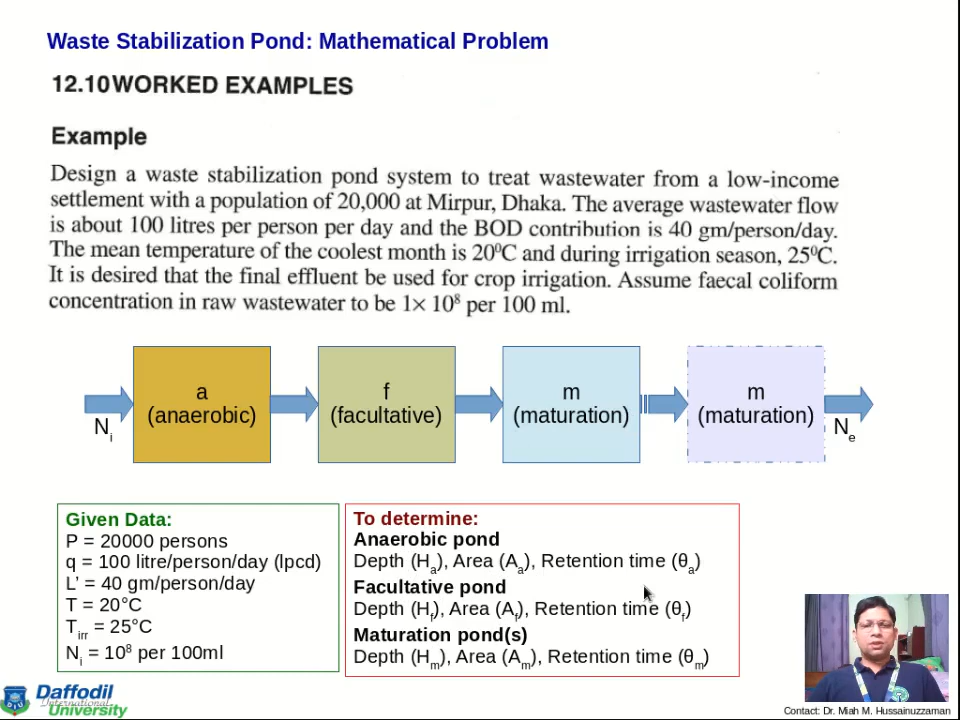 Waste Stabilization Pond: Mathematical Problem
12.10WORKED EXAMPLES
Example
Design a waste stabilization pond system to treat wastewater from a low-income
settlement with a population of 20,000 at Mirpur, Dhaka. The average wastewater flow
is about 100 litres per person per day and the BOD contribution is 40 gm/person/day.
The mean temperature of the coolest month is 20⁰C and during irrigation season, 25⁰C.
It is desired that the final effluent be used for crop irrigation. Assume faecal coliform
concentration in raw wastewater to be 1× 10⁸ per 100 ml.
Nᵢ
a
(anaerobic)
f
(facultative)
m
(maturation)
m
(maturation)
Nₑ
Given Data:
P = 20000 persons
q = 100 litre/person/day (lpcd)
L' = 40 gm/person/day
T = 20°C
Tᵢᵣᵣ = 25°C
Nᵢ = 10⁸ per 100ml
To determine:
Anaerobic pond
Depth (Hₐ), Area (Aₐ), Retention time (θₐ)
Facultative pond
Depth (H_f), Area (A_f), Retention time (θ_f)
Maturation pond(s)
Depth (Hₘ), Area (Aₘ), Retention time (θₘ)
Daffodil
International
University
Contact: Dr. Miah M. Hussainuzzaman